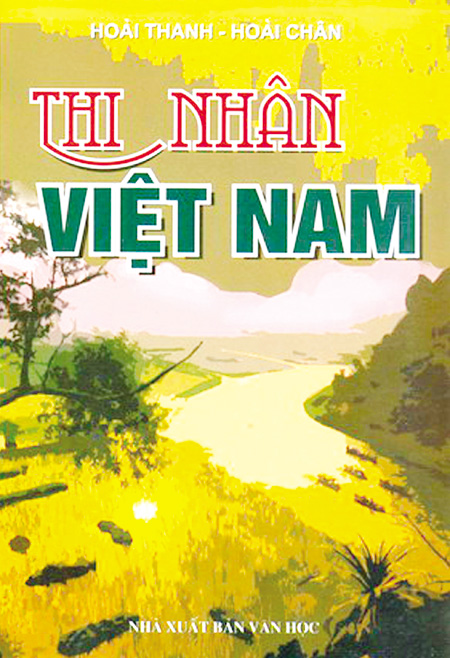 HOÀI THANH - HOÀI CHÂN
THI NHÂN
VIỆT NAM
NHÀ XUẤT BẢN VĂN HỌC